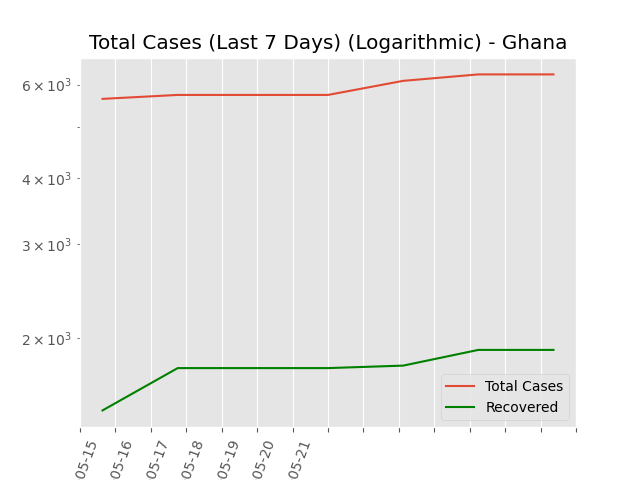 Total Cases (Last 7 Days) (Logarithmic) - Ghana
6 × 10³
4 × 10³
3 × 10³
2 × 10³
Total Cases
Recovered
05-15
05-16
05-17
05-18
05-19
05-20
05-21